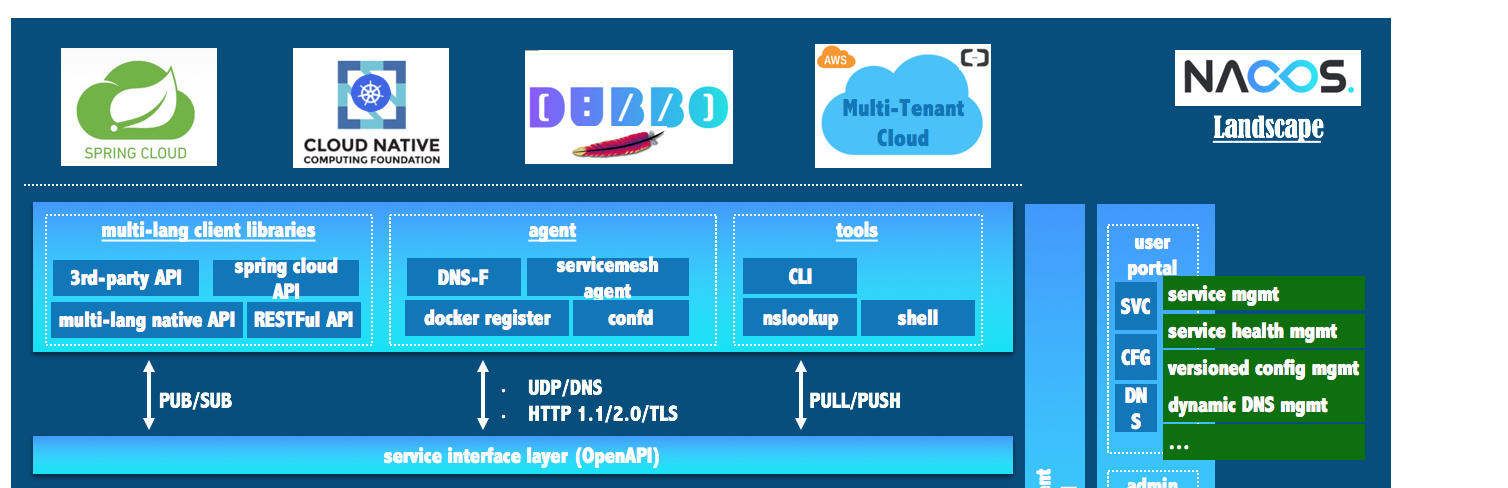 SPRING CLOUD
CLOUD NATIVE
COMPUTING FOUNDATION
DUBBO
AWS
Multi-Tenant
Cloud
NACOS.
Landscape
multi-lang client libraries
3rd-party API
spring cloud
API
multi-lang native API
RESTFul API
agent
DNS-F
servicemesh
agent
docker register
confd
tools
CLI
nslookup
shell
user
portal
SVC
CFG
DN
S
service mgmt
service health mgmt
versioned config mgmt
dynamic DNS mgmt
...
PUB/SUB
· UDP/DNS
· HTTP 1.1/2.0/TLS
PULL/PUSH
service interface layer (OpenAPI)
admin